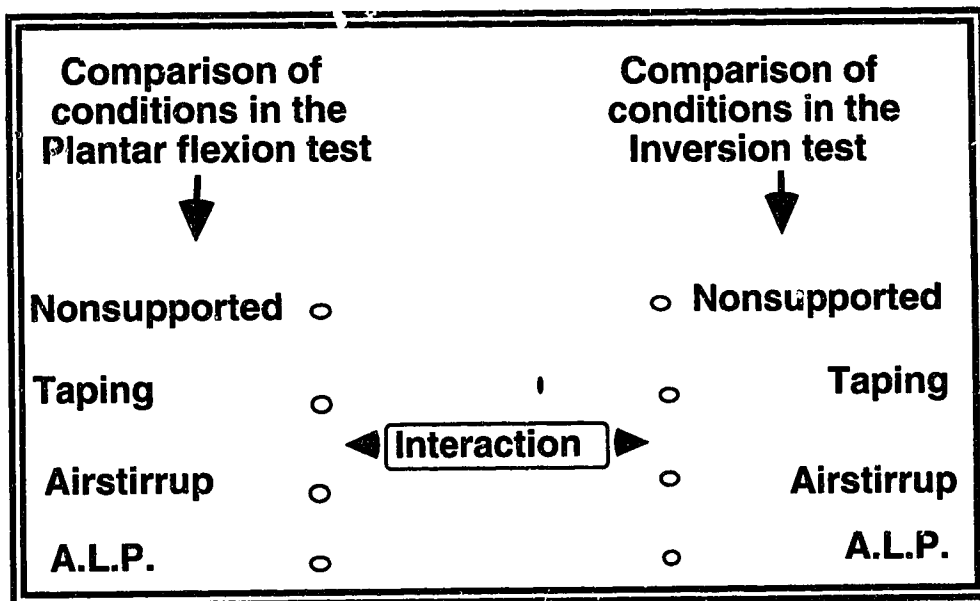 Comparison of
conditions in the
Plantar flexion test
Comparison of
conditions in the
Inversion test
Nonsupported
Nonsupported
Taping
Taping
Interaction
Airstirrup
Airstirrup
A.L.P.
A.L.P.